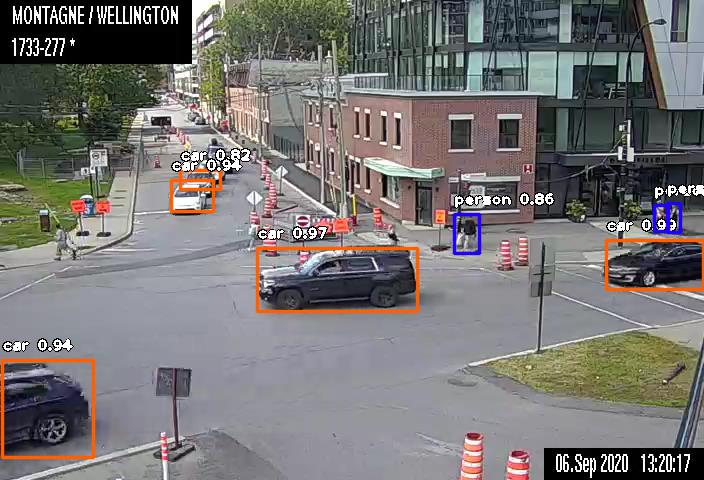 MONTAGNE / WELLINGTON
1733-277 *
car 0.82
car 0.94
person 0.86
car 0.97
car 0.99
car 0.94
06.Sep 2020 13:20:17